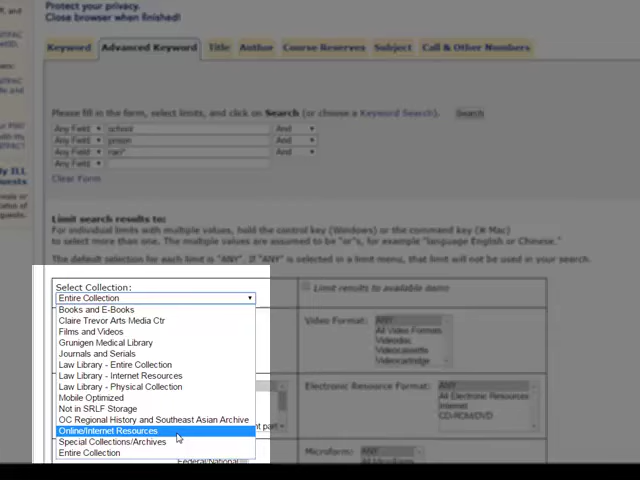 Protect your privacy.
Close browser when finished!
Keyword
Advanced Keyword
Title
Author
Course Reserves
Subject
Call & Other Numbers
Please fill in the form, select limits, and click on Search (or choose a Keyword Search).
Search
Any Field
school
And
Any Field
prison
And
Any Field
And
Any Field
Clear Form
Limit search results to:
For individual limits with multiple values, hold the control key (Windows) or the command key (⌘ Mac)
to select more than one. The multiple values are assumed to be "or"s, for example "language English or Chinese."
The default selection for each limit is "ANY". If "ANY" is selected in a limit menu, that limit will not be used in your search.
Select Collection:
Entire Collection
Books and E-Books
Claire Trevor Arts Media Ctr
Films and Videos
Grunigen Medical Library
Journals and Serials
Law Library - Entire Collection
Law Library - Internet Resources
Law Library - Physical Collection
Mobile Optimized
Not in SRLF Storage
OC Regional History and Southeast Asian Archive
Online/Internet Resources
Special Collections/Archives
Entire Collection
Limit results to available items
Video Format:
ANY
All Video Formats
Videodisc
Videocassette
Videocartridge
Electronic Resource Format:
ANY
All Electronic Resources
Internet
CD-ROM/DVD
Microform:
ANY
All Microforms